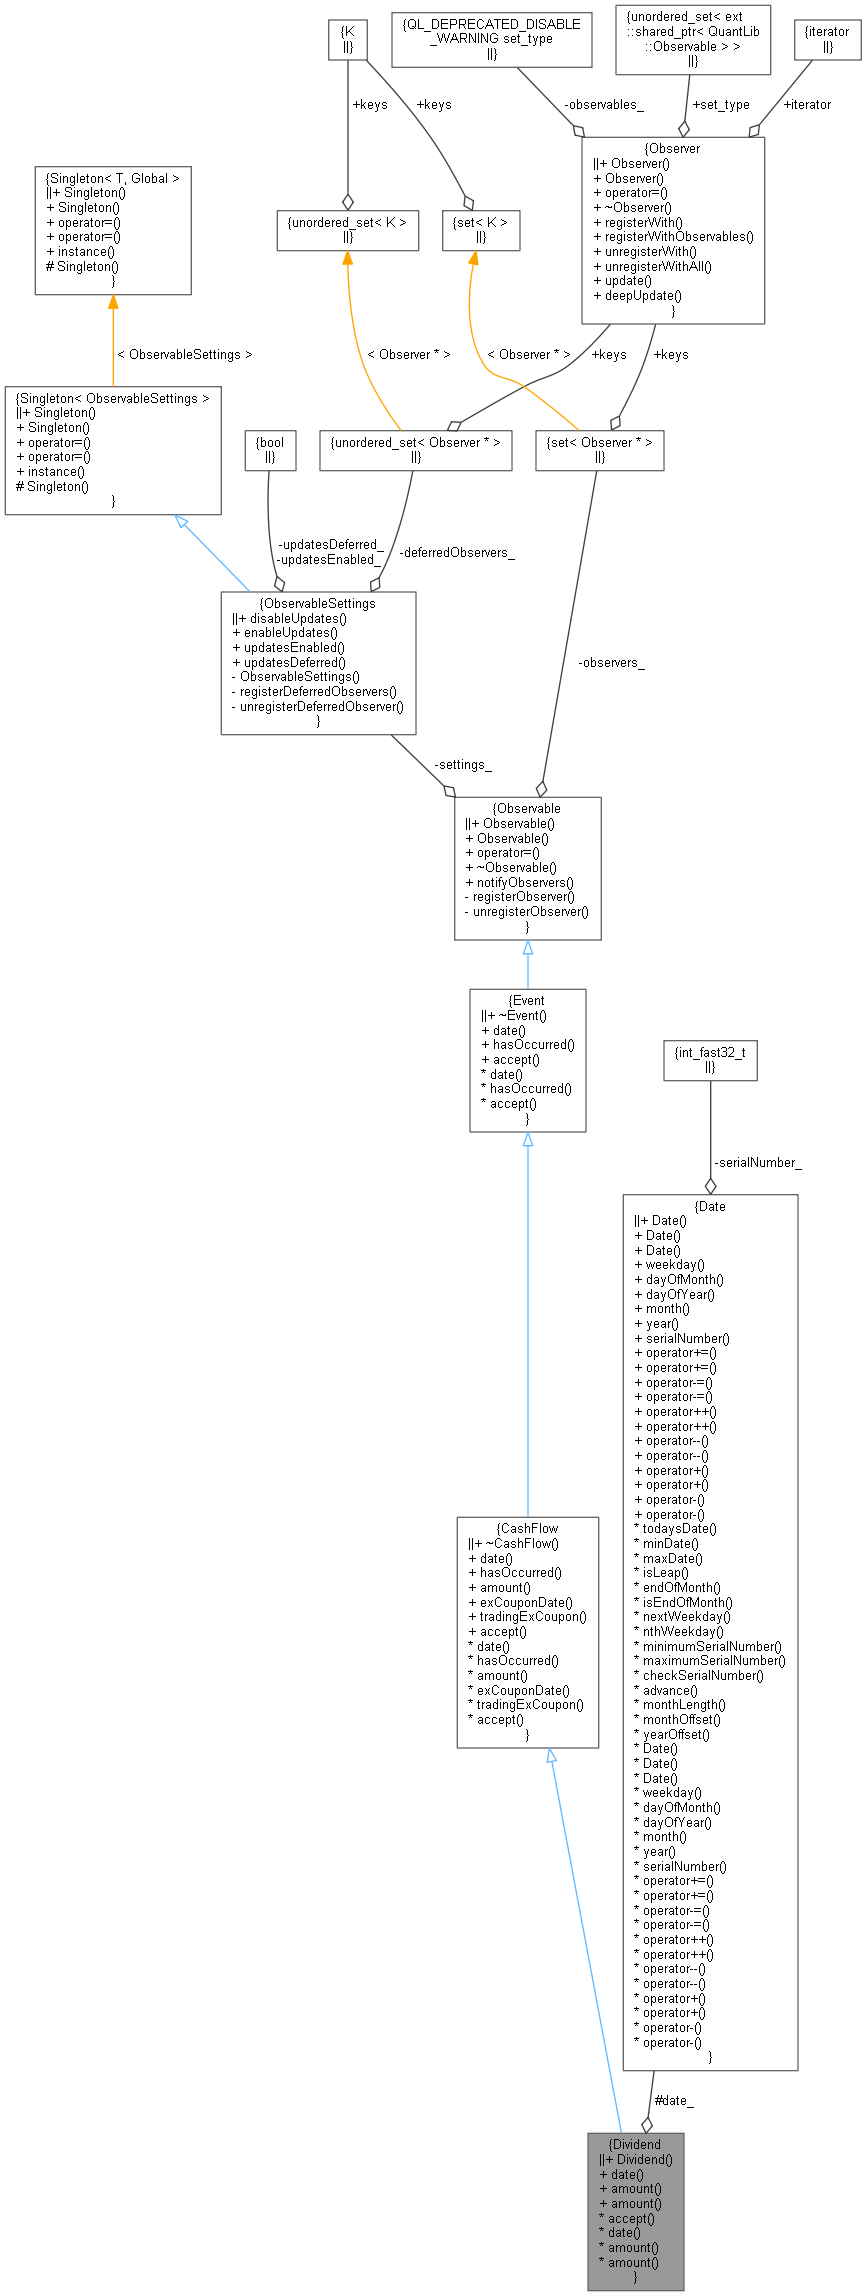 {K
||}
{QL_DEPRECATED_DISABLE
_WARNING set_type
||}
{unordered_set< ext
::shared_ptr< QuantLib
::Observable > >
||}
{iterator
||}
+keys
+keys
-observables_
+set_type
+iterator
{Singleton< T, Global >
||+ Singleton()
+ Singleton()
+ operator=()
+ operator=()
+ instance()
# Singleton()
}
{unordered_set< K >
||}
{set< K >
||}
{Observer
||+ Observer()
+ Observer()
+ operator=()
+ ~Observer()
+ registerWith()
+ registerWithObservables()
+ unregisterWith()
+ unregisterWithAll()
+ update()
+ deepUpdate()
}
< ObservableSettings >
< Observer * >
< Observer * >
+keys
+keys
{Singleton< ObservableSettings >
||+ Singleton()
+ Singleton()
+ operator=()
+ operator=()
+ instance()
# Singleton()
}
{bool
||}
{unordered_set< Observer * >
||}
{set< Observer * >
||}
-updatesDeferred_
-updatesEnabled_
-deferredObservers_
{ObservableSettings
||+ disableUpdates()
+ enableUpdates()
+ updatesEnabled()
+ updatesDeferred()
- ObservableSettings()
- registerDeferredObservers()
- unregisterDeferredObserver()
}
-observers_
-settings_
{Observable
||+ Observable()
+ Observable()
+ operator=()
+ ~Observable()
+ notifyObservers()
- registerObserver()
- unregisterObserver()
}
{Event
||+ ~Event()
+ date()
+ hasOccurred()
+ accept()
* date()
* hasOccurred()
* accept()
}
{int_fast32_t
||}
-serialNumber_
{Date
||+ Date()
+ Date()
+ Date()
+ weekday()
+ dayOfMonth()
+ dayOfYear()
+ month()
+ year()
+ serialNumber()
+ operator+=()
+ operator+=()
+ operator-=()
+ operator-=()
+ operator++()
+ operator++()
+ operator--()
+ operator--()
+ operator+()
+ operator+()
+ operator-()
+ operator-()
* todaysDate()
* minDate()
* maxDate()
* isLeap()
* endOfMonth()
* isEndOfMonth()
* nextWeekday()
* nthWeekday()
* minimumSerialNumber()
* maximumSerialNumber()
* checkSerialNumber()
* advance()
* monthLength()
* monthOffset()
* yearOffset()
* Date()
* Date()
* Date()
* weekday()
* dayOfMonth()
* dayOfYear()
* month()
* year()
* serialNumber()
* operator+=()
* operator+=()
* operator-=()
* operator-=()
* operator++()
* operator++()
* operator--()
* operator--()
* operator+()
* operator+()
* operator-()
* operator-()
}
{CashFlow
||+ ~CashFlow()
+ date()
+ hasOccurred()
+ amount()
+ exCouponDate()
+ tradingExCoupon()
+ accept()
* date()
* hasOccurred()
* amount()
* exCouponDate()
* tradingExCoupon()
* accept()
}
#date_
{Dividend
||+ Dividend()
+ date()
+ amount()
+ amount()
* accept()
* date()
* amount()
* amount()
}